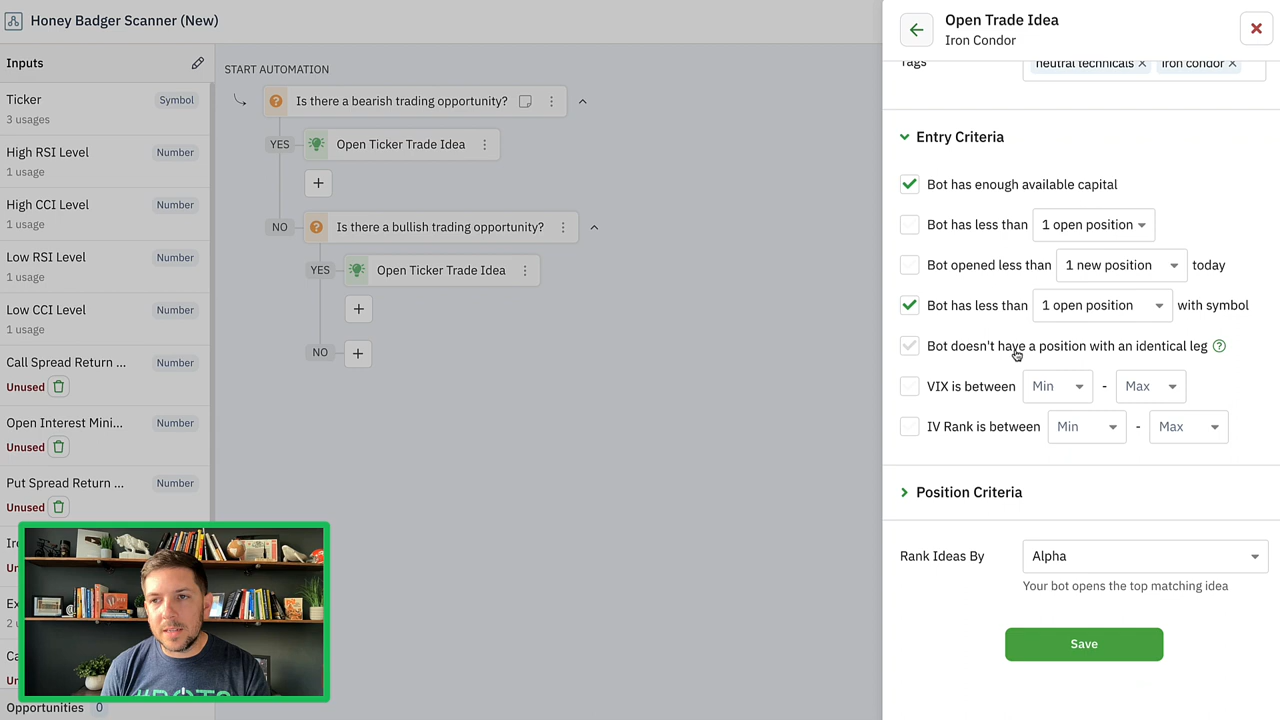 Honey Badger Scanner (New)
Inputs
Ticker
Symbol
3 usages
High RSI Level
Number
1 usage
High CCI Level
Number
1 usage
Low RSI Level
Number
1 usage
Low CCI Level
Number
1 usage
Call Spread Return ...
Number
Unused
Open Interest Mini...
Number
Unused
Put Spread Return ...
Number
Unused
Opportunities 0
START AUTOMATION
Is there a bearish trading opportunity?
YES
Open Ticker Trade Idea
NO
Is there a bullish trading opportunity?
YES
Open Ticker Trade Idea
NO
Open Trade Idea
Iron Condor
Tags
neutral technicals
iron condor
Entry Criteria
Bot has enough available capital
Bot has less than 1 open position
Bot opened less than 1 new position today
Bot has less than 1 open position with symbol
Bot doesn't have a position with an identical leg
VIX is between Min - Max
IV Rank is between Min - Max
Position Criteria
Rank Ideas By Alpha
Your bot opens the top matching idea
Save